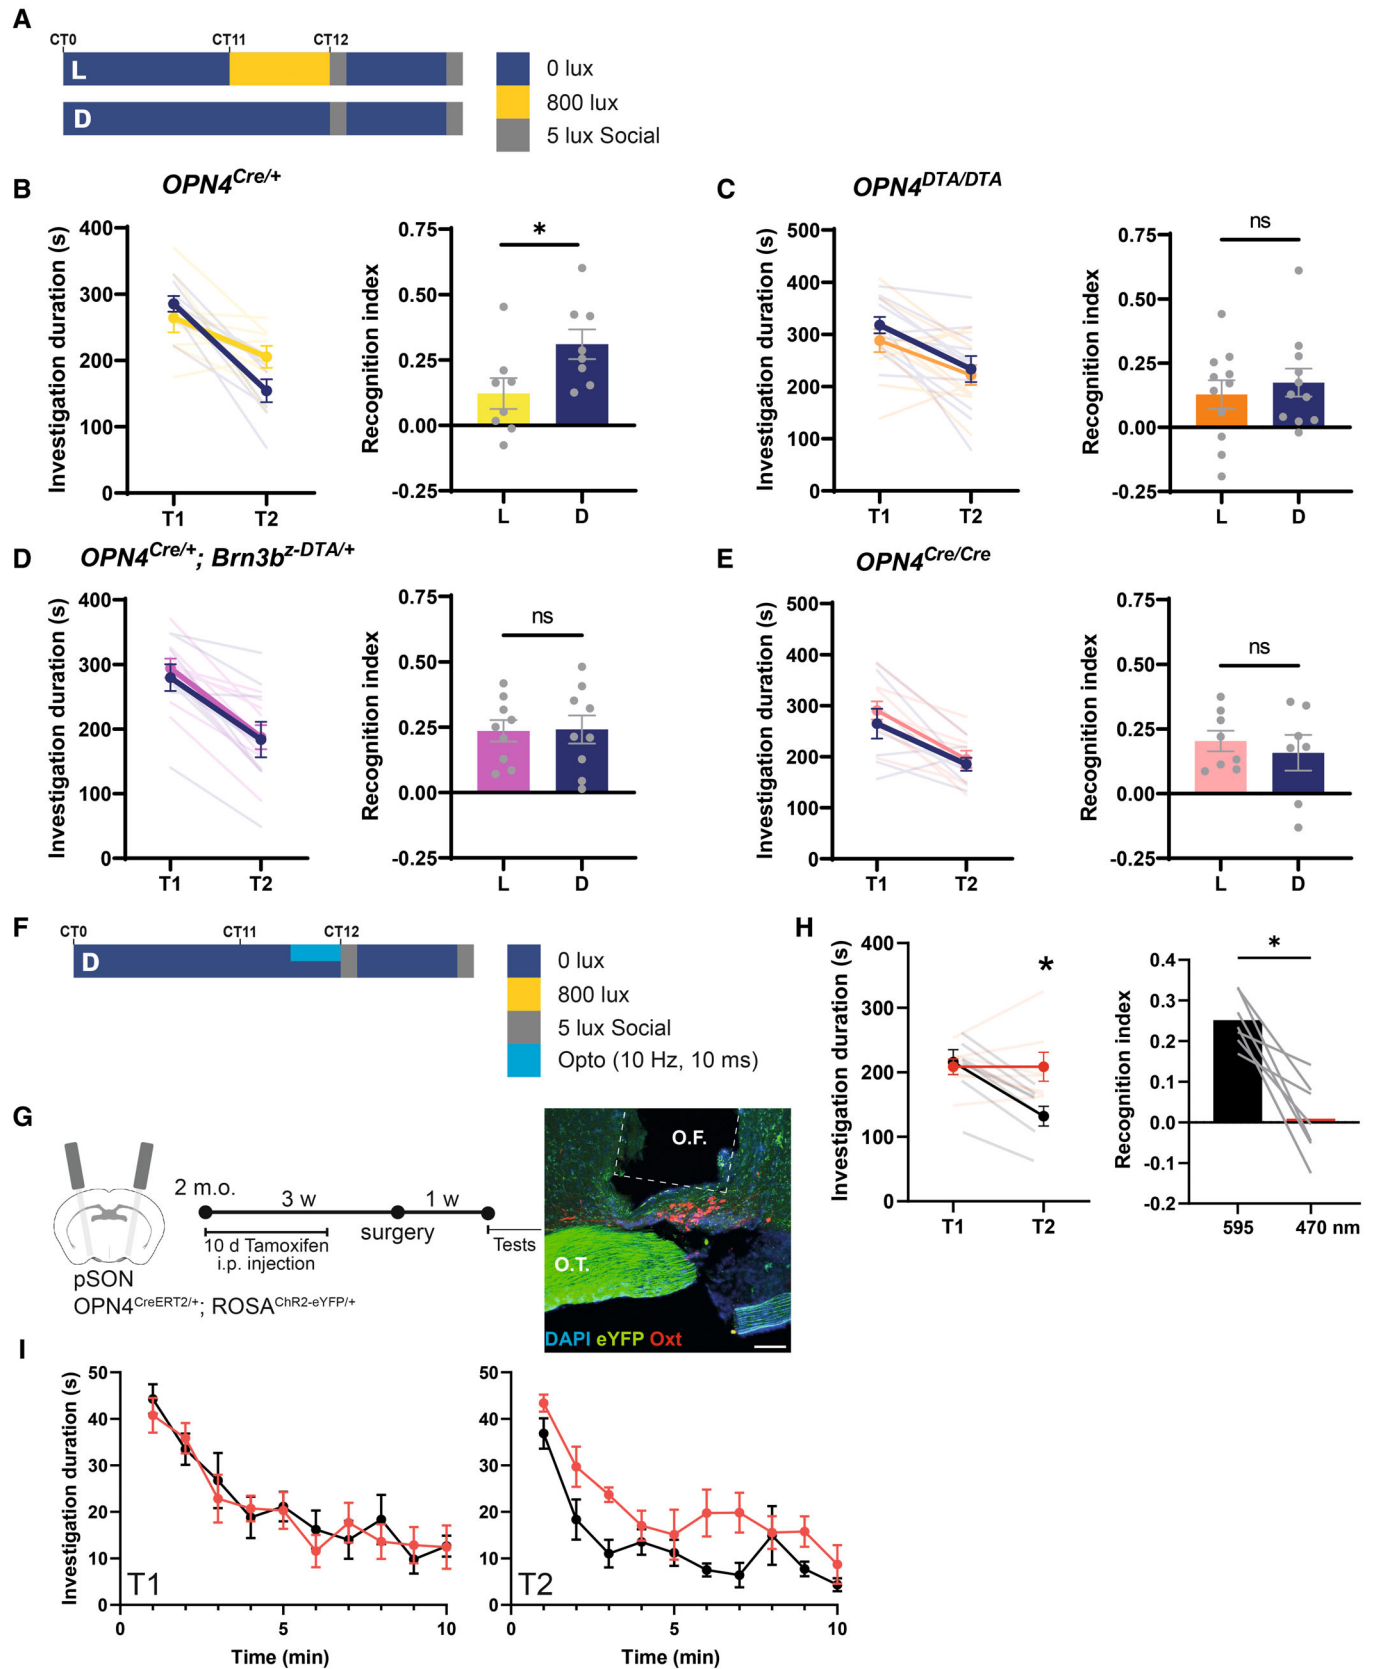 A
CT0 CT11 CT12
L
D
0 lux
800 lux
5 lux Social
B
OPN4Cre/+
Investigation duration (s)
400
300
200
100
0
T1 T2
Recognition index
0.75
0.50
0.25
0.00
-0.25
*
L D
C
OPN4DTA/DTA
Investigation duration (s)
500
400
300
200
100
0
T1 T2
Recognition index
0.75
0.50
0.25
0.00
-0.25
ns
L D
D
OPN4Cre/+; Brn3bz-DTA/+
Investigation duration (s)
400
300
200
100
0
T1 T2
Recognition index
0.75
0.50
0.25
0.00
-0.25
ns
L D
E
OPN4Cre/Cre
Investigation duration (s)
500
400
300
200
100
0
T1 T2
Recognition index
0.75
0.50
0.25
0.00
-0.25
ns
L D
F
CT0 CT11 CT12
D
0 lux
800 lux
5 lux Social
Opto (10 Hz, 10 ms)
G
2 m.o. 3 w 1 w
surgery
10 d Tamoxifen
i.p. injection
Tests
pSON
OPN4CreERT2/+; ROSAChR2-eYFP/+
O.F.
O.T.
DAPI eYFP Oxt
H
Investigation duration (s)
400
300
200
100
0
*
T1 T2
Recognition index
0.4
0.3
0.2
0.1
0.0
-0.1
-0.2
*
595 470 nm
I
Investigation duration (s)
50
40
30
20
10
0
T1
0 5 10
Time (min)
50
40
30
20
10
0
T2
0 5 10
Time (min)